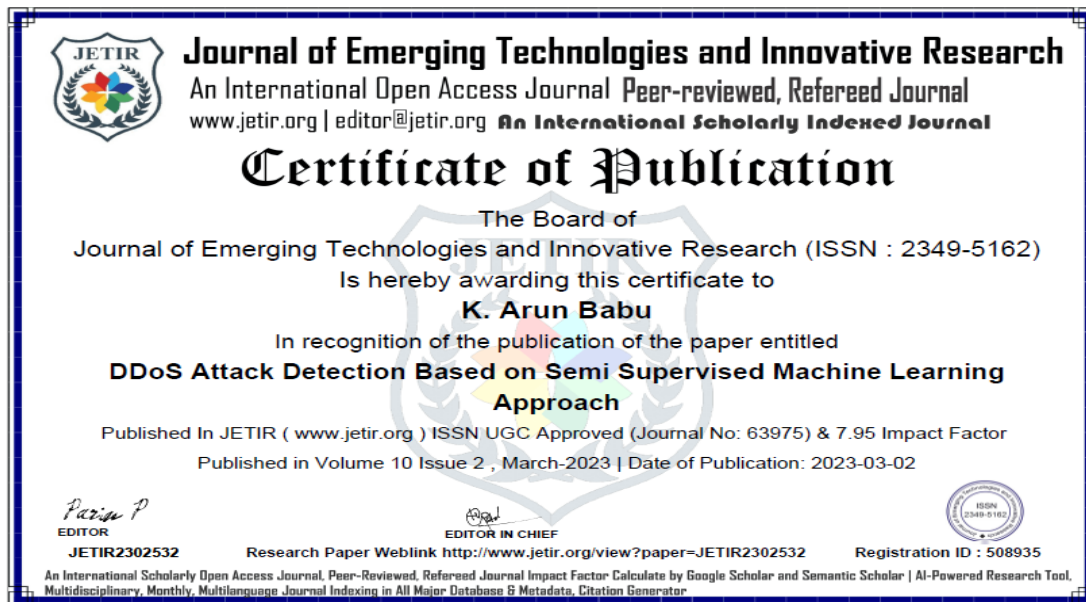 JETIR
Journal of Emerging Technologies and Innovative Research
An International Open Access Journal Peer-reviewed, Refereed Journal
www.jetir.org | editor@jetir.org An International Scholarly Indexed Journal
Certificate of Publication
The Board of
Journal of Emerging Technologies and Innovative Research (ISSN : 2349-5162)
Is hereby awarding this certificate to
K. Arun Babu
In recognition of the publication of the paper entitled
DDoS Attack Detection Based on Semi Supervised Machine Learning
Approach
Published In JETIR ( www.jetir.org ) ISSN UGC Approved (Journal No: 63975) & 7.95 Impact Factor
Published in Volume 10 Issue 2 , March-2023 | Date of Publication: 2023-03-02
EDITOR
EDITOR IN CHIEF
ISSN
2349-5162
JETIR2302532 Research Paper Weblink http://www.jetir.org/view?paper=JETIR2302532 Registration ID : 508935
An International Scholarly Open Access Journal, Peer-Reviewed, Refereed Journal Impact Factor Calculate by Google Scholar and Semantic Scholar | AI-Powered Research Tool,
Multidisciplinary, Monthly, Multilanguage Journal Indexing in All Major Database & Metadata, Citation Generator